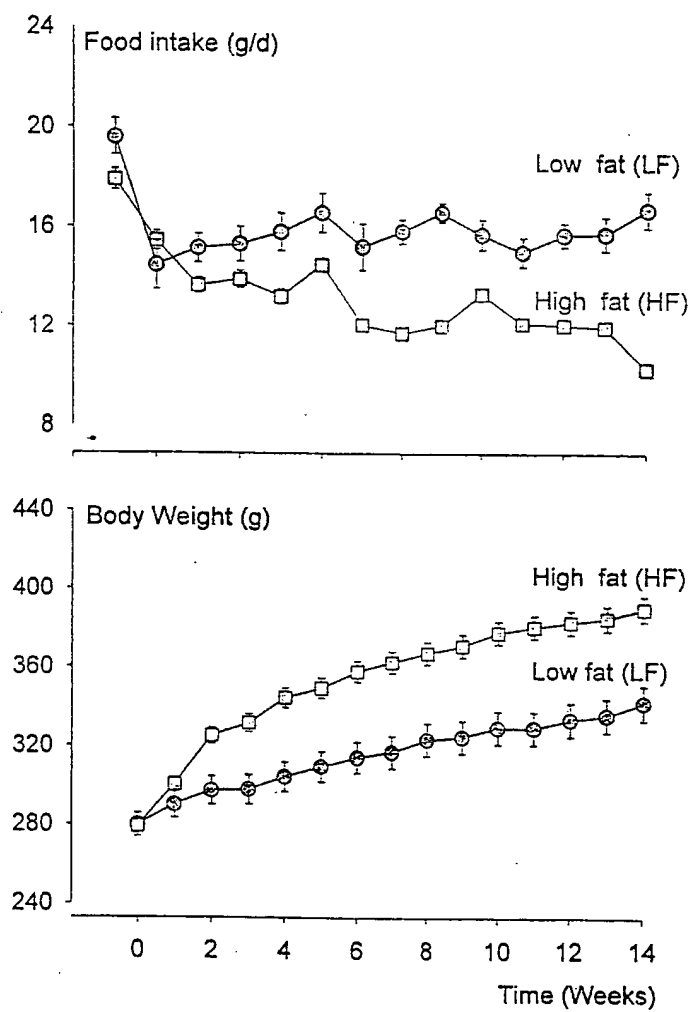 24
Food intake (g/d)
20
Low fat (LF)
16
High fat (HF)
12
8
440
Body Weight (g)
400
High fat (HF)
360
Low fat (LF)
320
280
240
0 2 4 6 8 10 12 14
Time (Weeks)